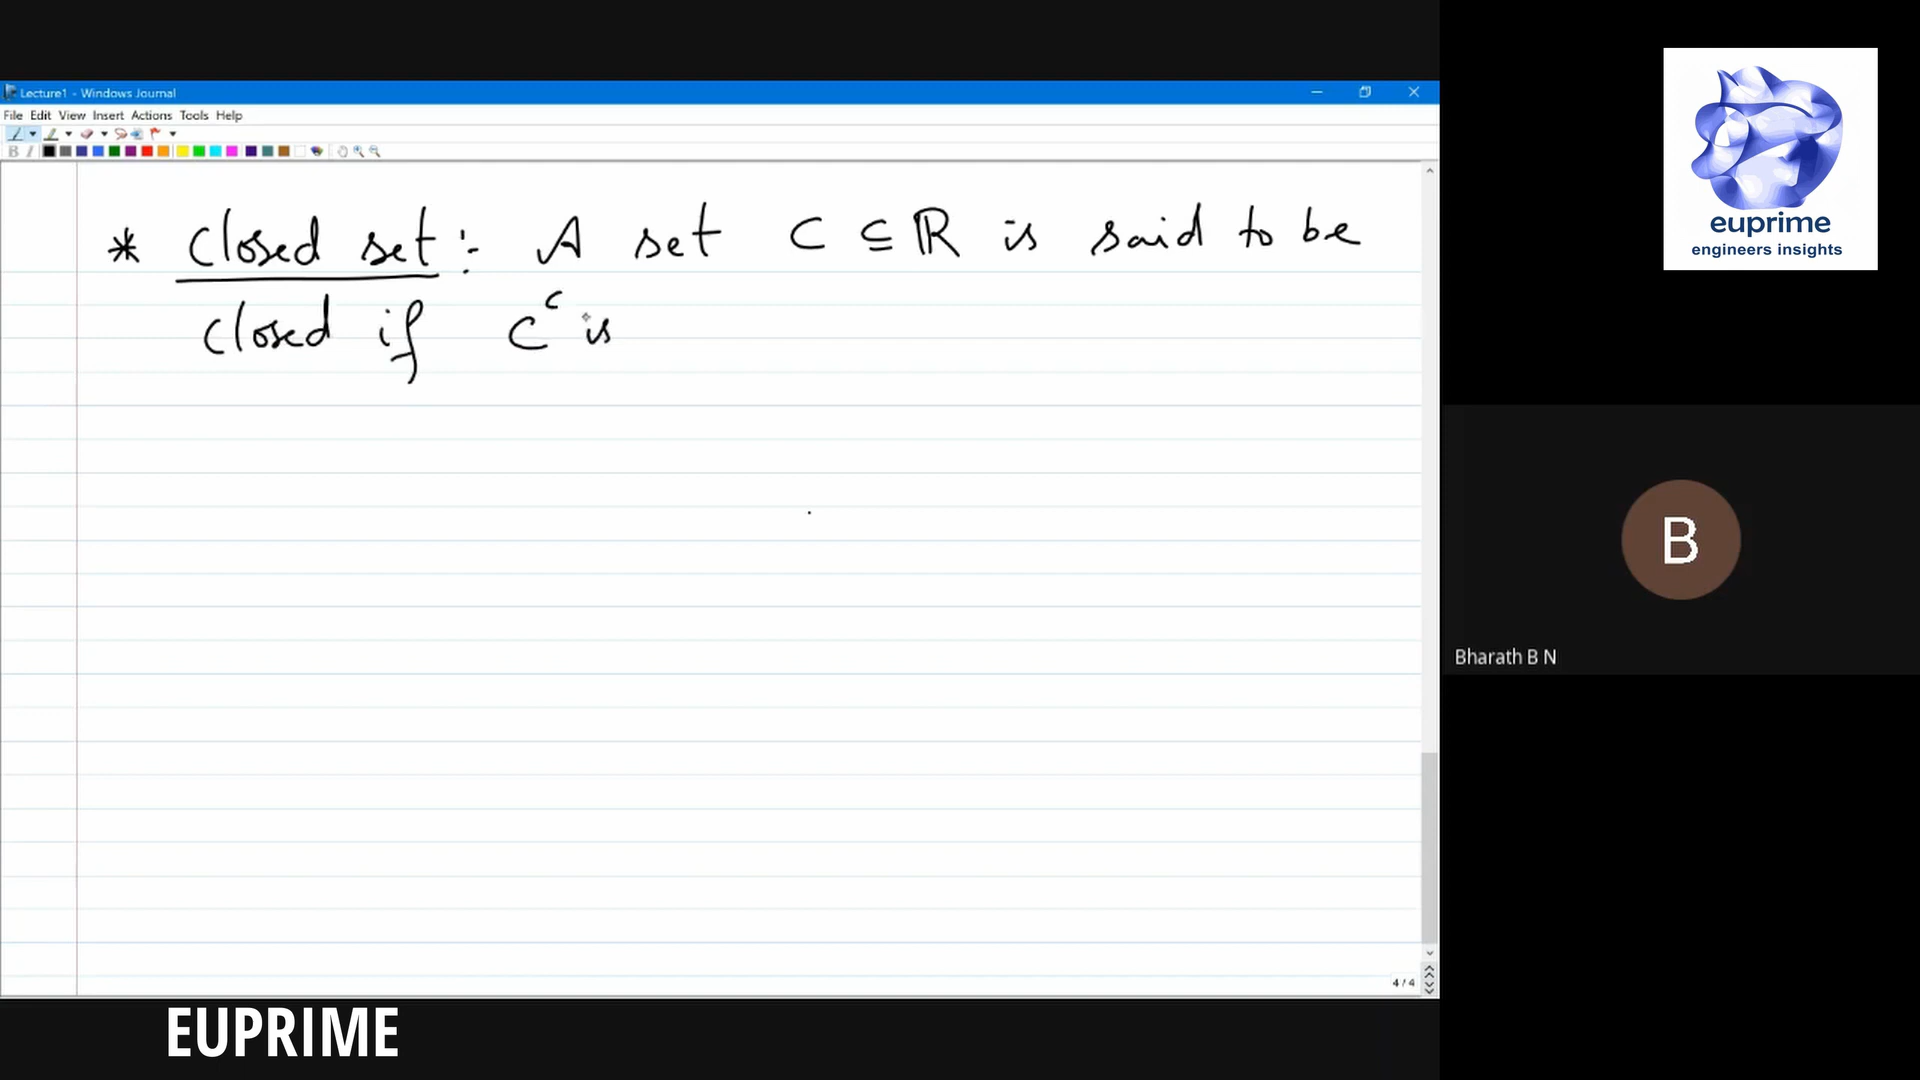 Lecture1 - Windows Journal
File Edit View Insert Actions Tools Help
B I
* Closed set :- A set C ⊆ ℝ is said to be
closed if C^c is
4 / 4
EUPRIME
euprime
engineers insights
B
Bharath B N